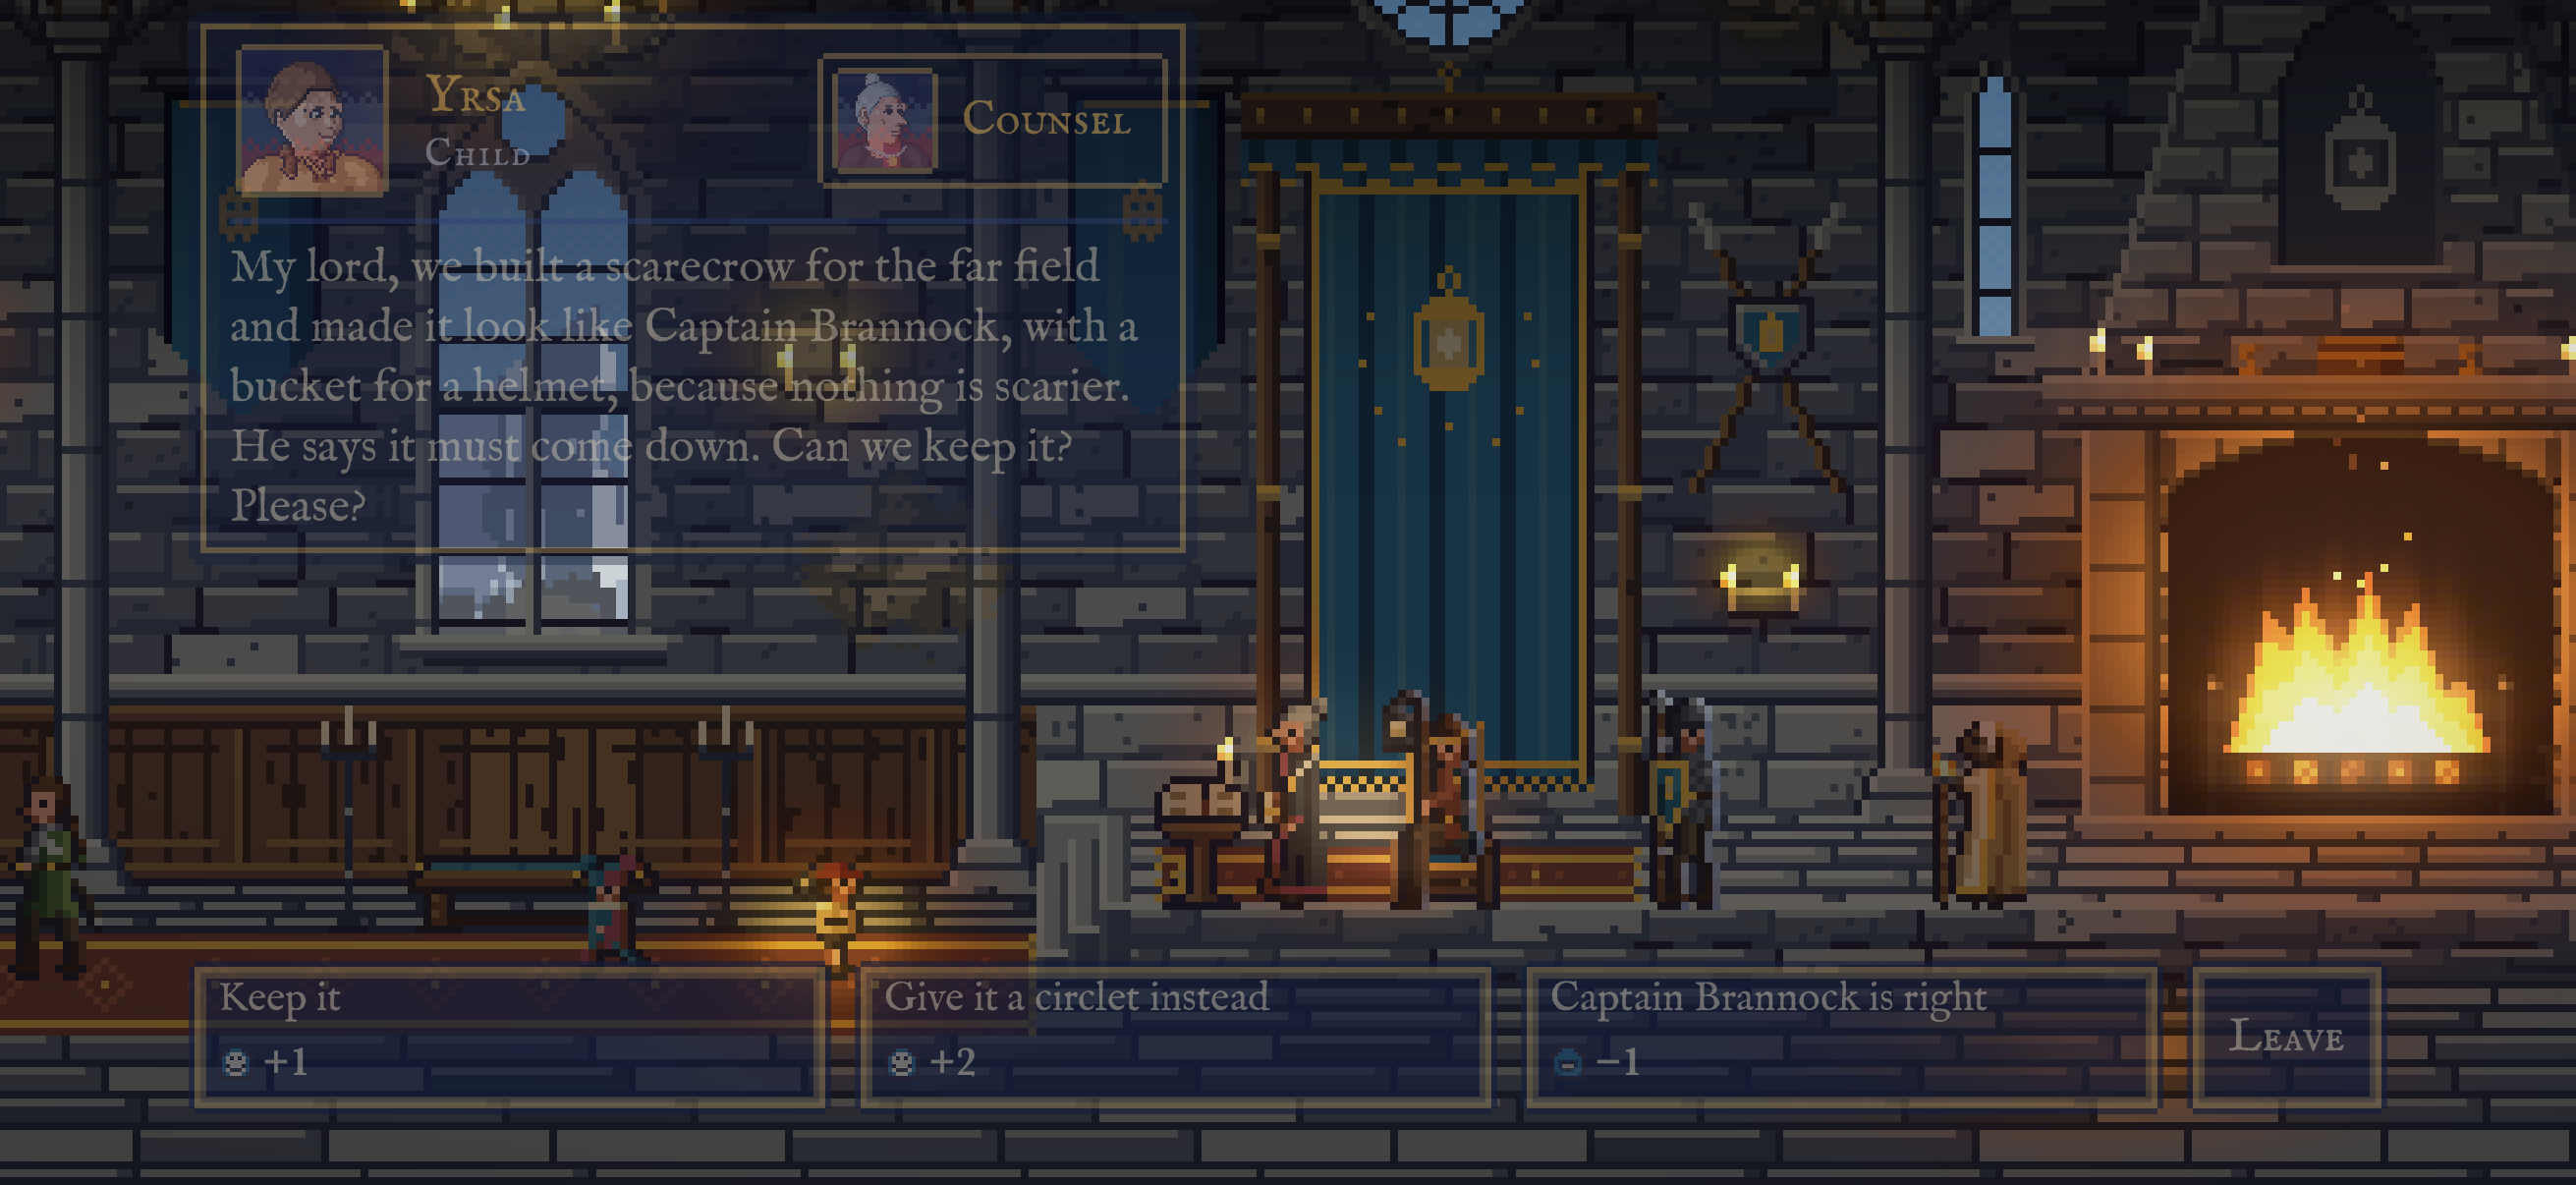 Yrsa
Child
Counsel
My lord, we built a scarecrow for the far field
and made it look like Captain Brannock, with a
bucket for a helmet, because nothing is scarier.
He says it must come down. Can we keep it?
Please?
Keep it
+1
Give it a circlet instead
+2
Captain Brannock is right
−1
Leave